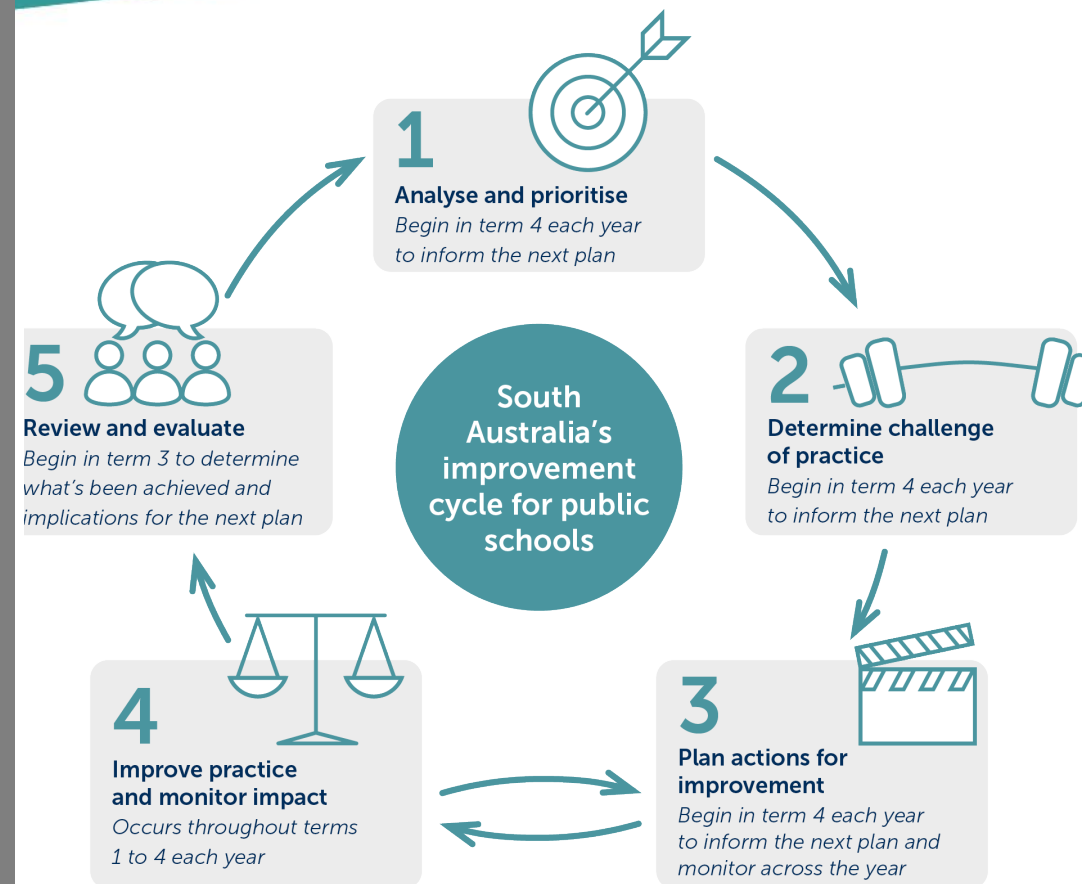 1
Analyse and prioritise
Begin in term 4 each year
to inform the next plan
2
Determine challenge
of practice
Begin in term 4 each year
to inform the next plan
3
Plan actions for
improvement
Begin in term 4 each year
to inform the next plan and
monitor across the year
4
Improve practice
and monitor impact
Occurs throughout terms
1 to 4 each year
5
Review and evaluate
Begin in term 3 to determine
what's been achieved and
implications for the next plan
South
Australia's
improvement
cycle for public
schools